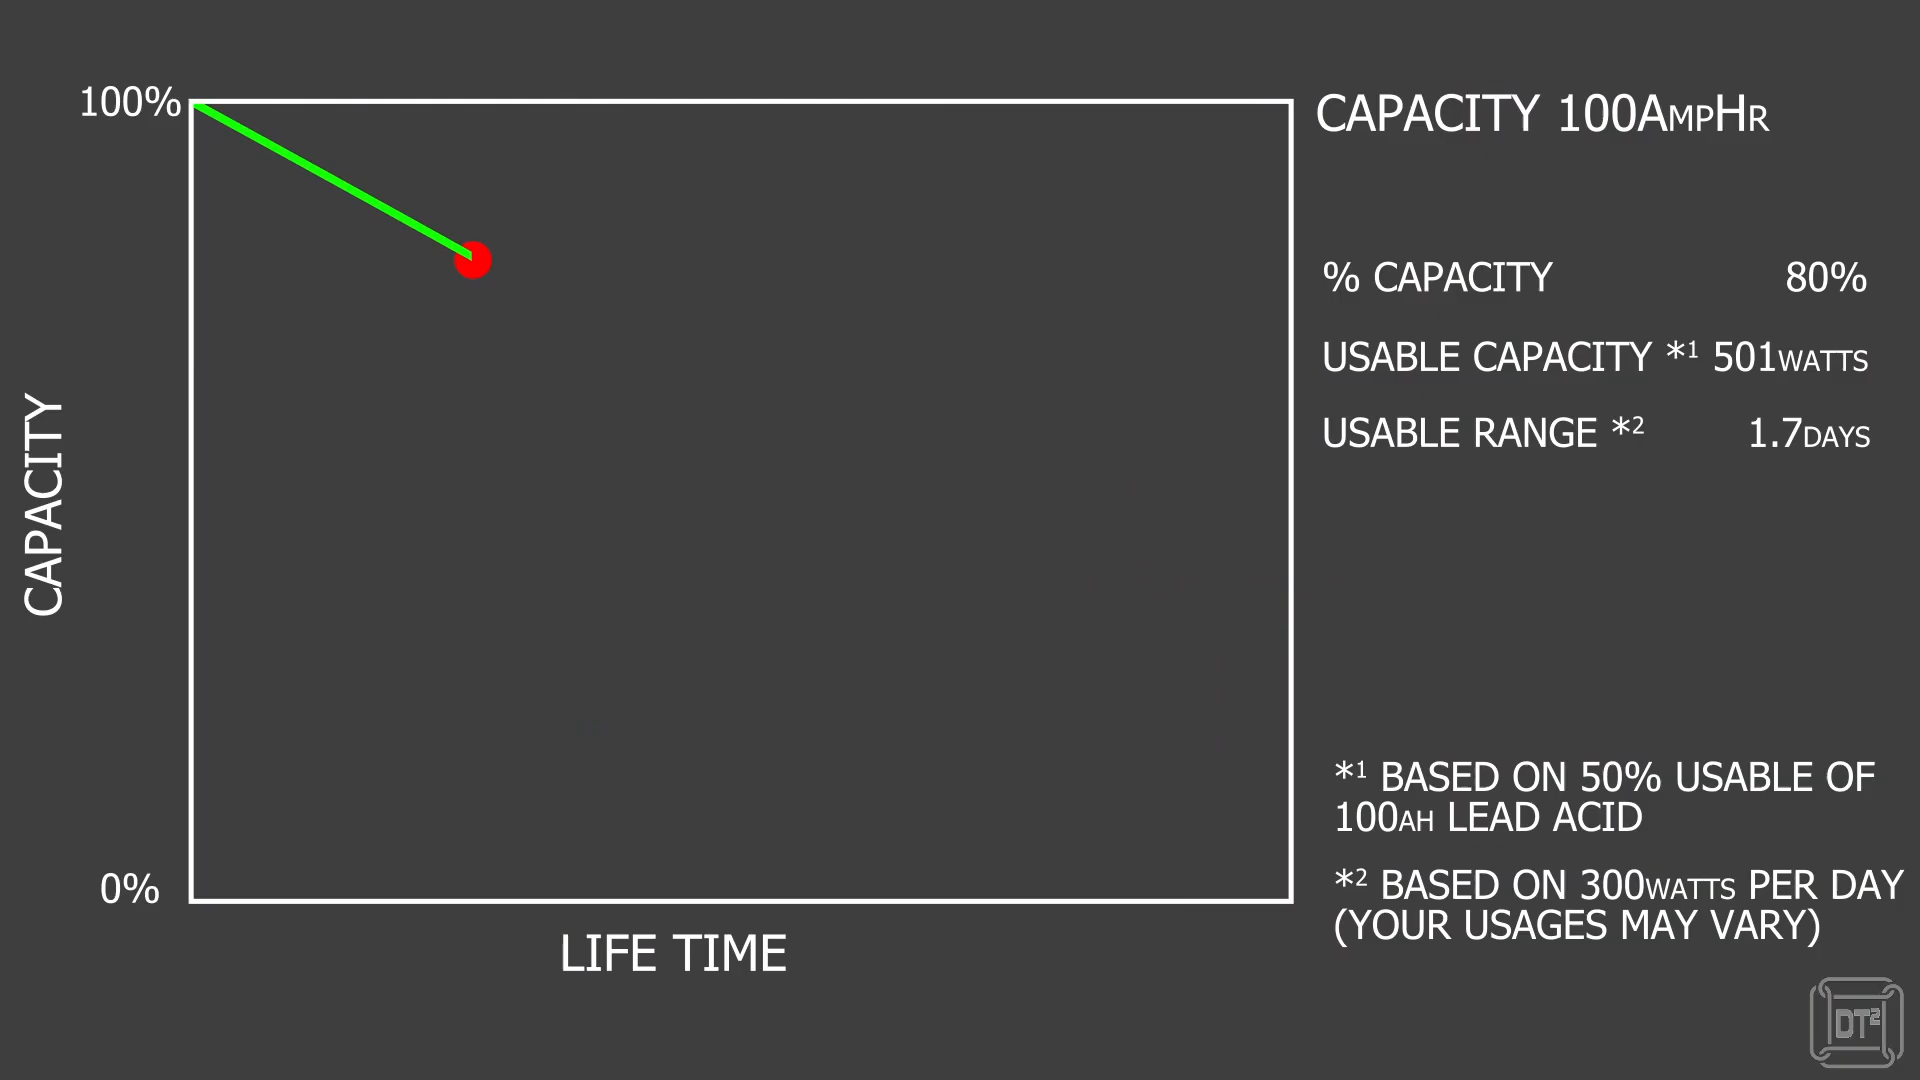 100%
CAPACITY 100AMPHR
% CAPACITY 80%
USABLE CAPACITY *1 501WATTS
USABLE RANGE *2 1.7DAYS
CAPACITY
*1 BASED ON 50% USABLE OF
100AH LEAD ACID
0%
*2 BASED ON 300WATTS PER DAY
(YOUR USAGES MAY VARY)
LIFE TIME
DT2